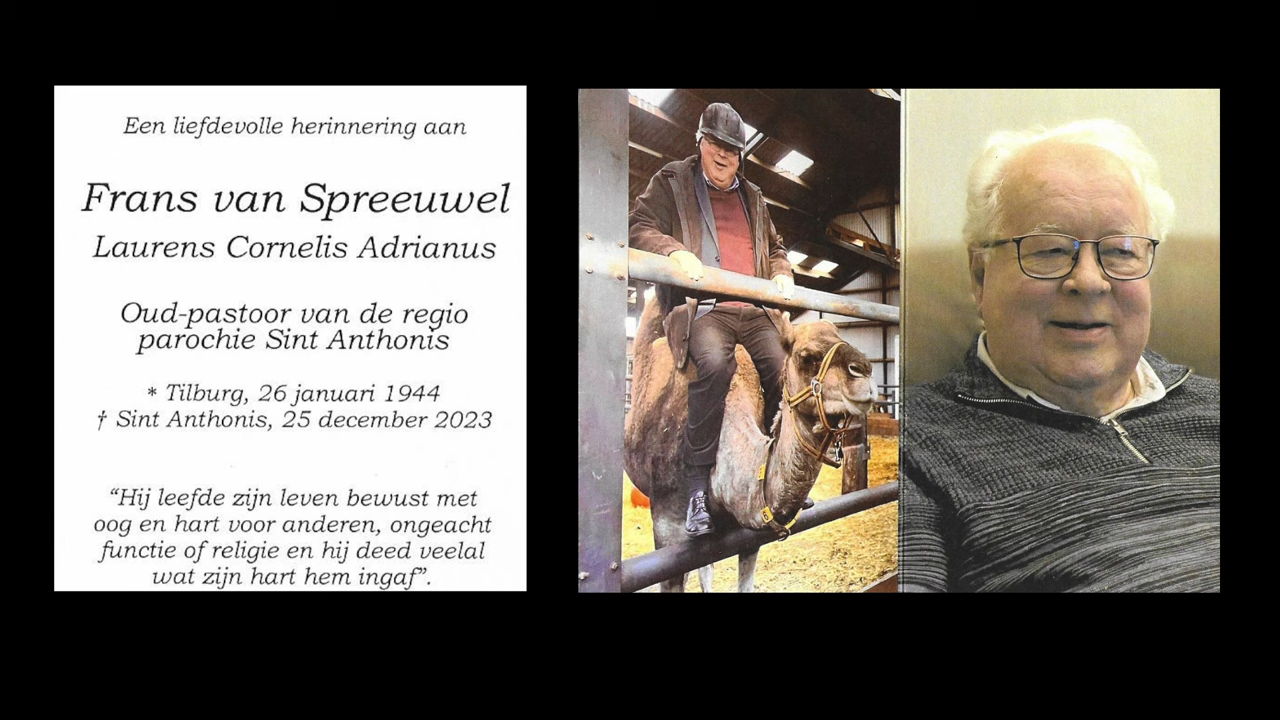 Een liefdevolle herinnering aan
Frans van Spreeuwel
Laurens Cornelis Adrianus
Oud-pastoor van de regio
parochie Sint Anthonis
* Tilburg, 26 januari 1944
† Sint Anthonis, 25 december 2023
“Hij leefde zijn leven bewust met
oog en hart voor anderen, ongeacht
functie of religie en hij deed veelal
wat zijn hart hem ingaf”.